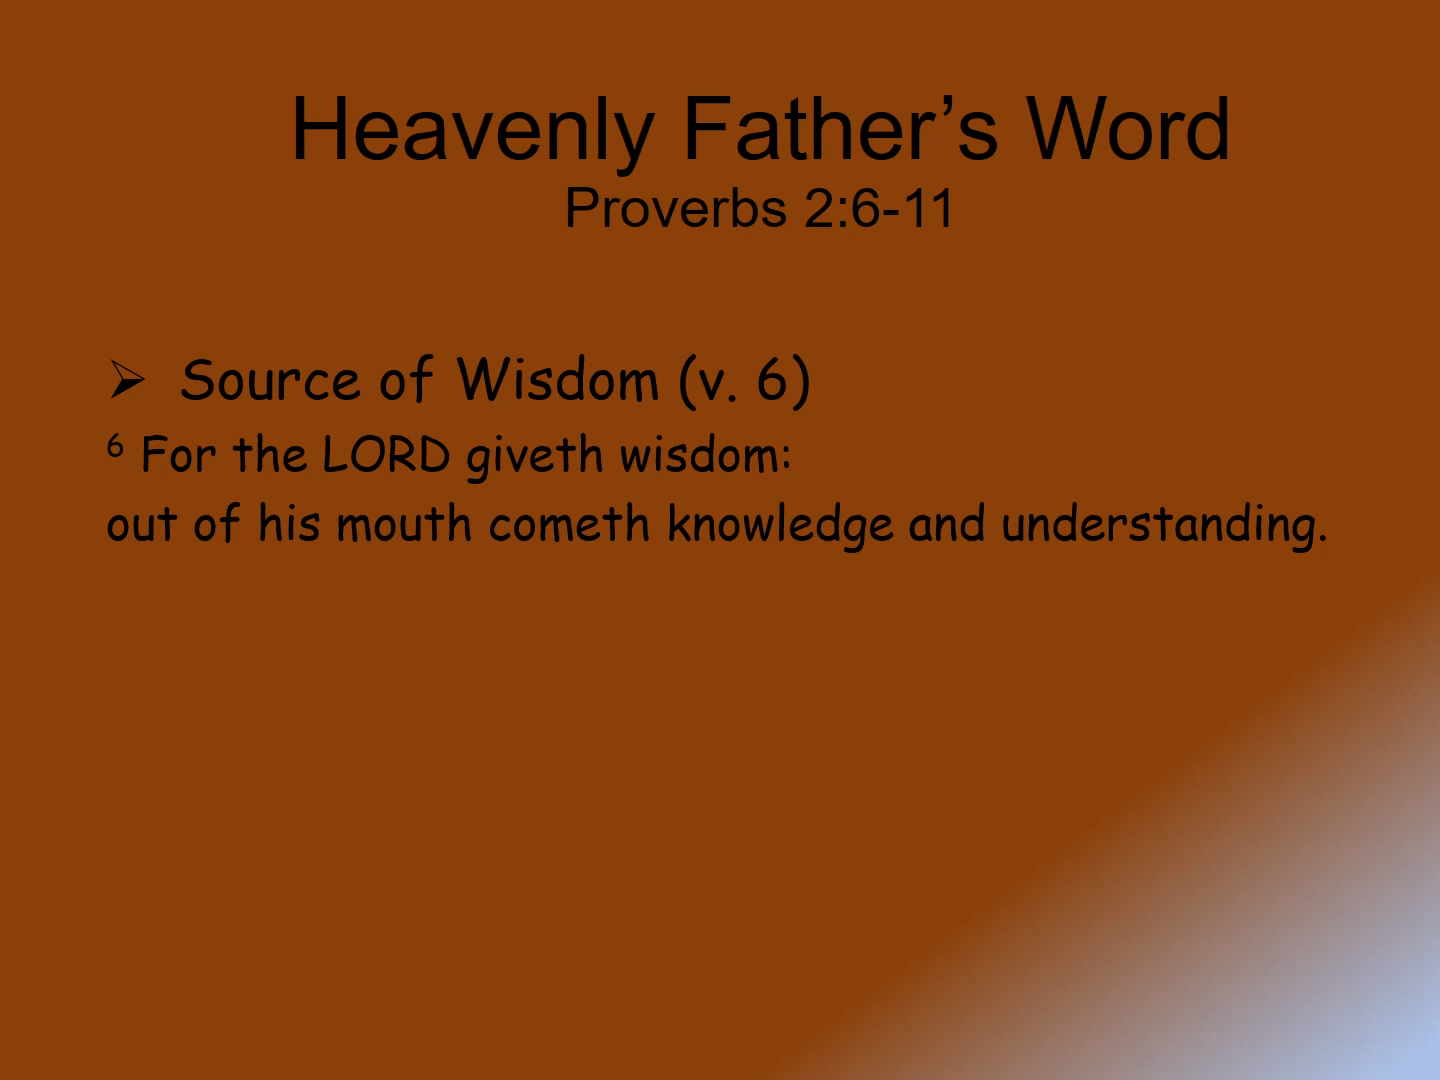 Heavenly Father’s Word
Proverbs 2:6-11
➢ Source of Wisdom (v. 6)
⁶ For the LORD giveth wisdom:
out of his mouth cometh knowledge and understanding.